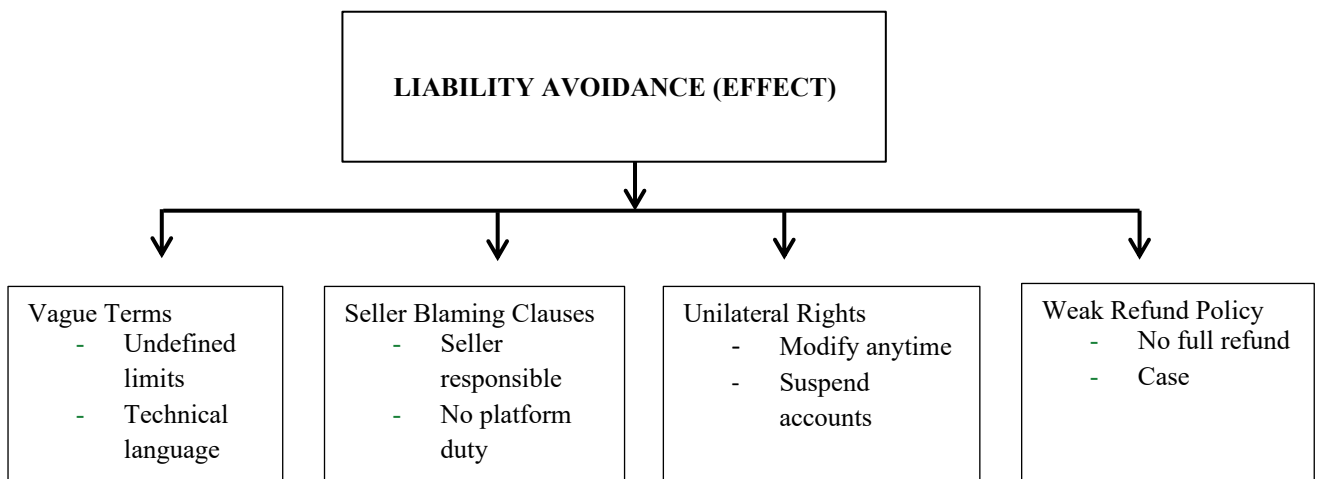 LIABILITY AVOIDANCE (EFFECT)
Vague Terms
- Undefined
limits
- Technical
language
Seller Blaming Clauses
- Seller
responsible
- No platform
duty
Unilateral Rights
- Modify anytime
- Suspend
accounts
Weak Refund Policy
- No full refund
- Case